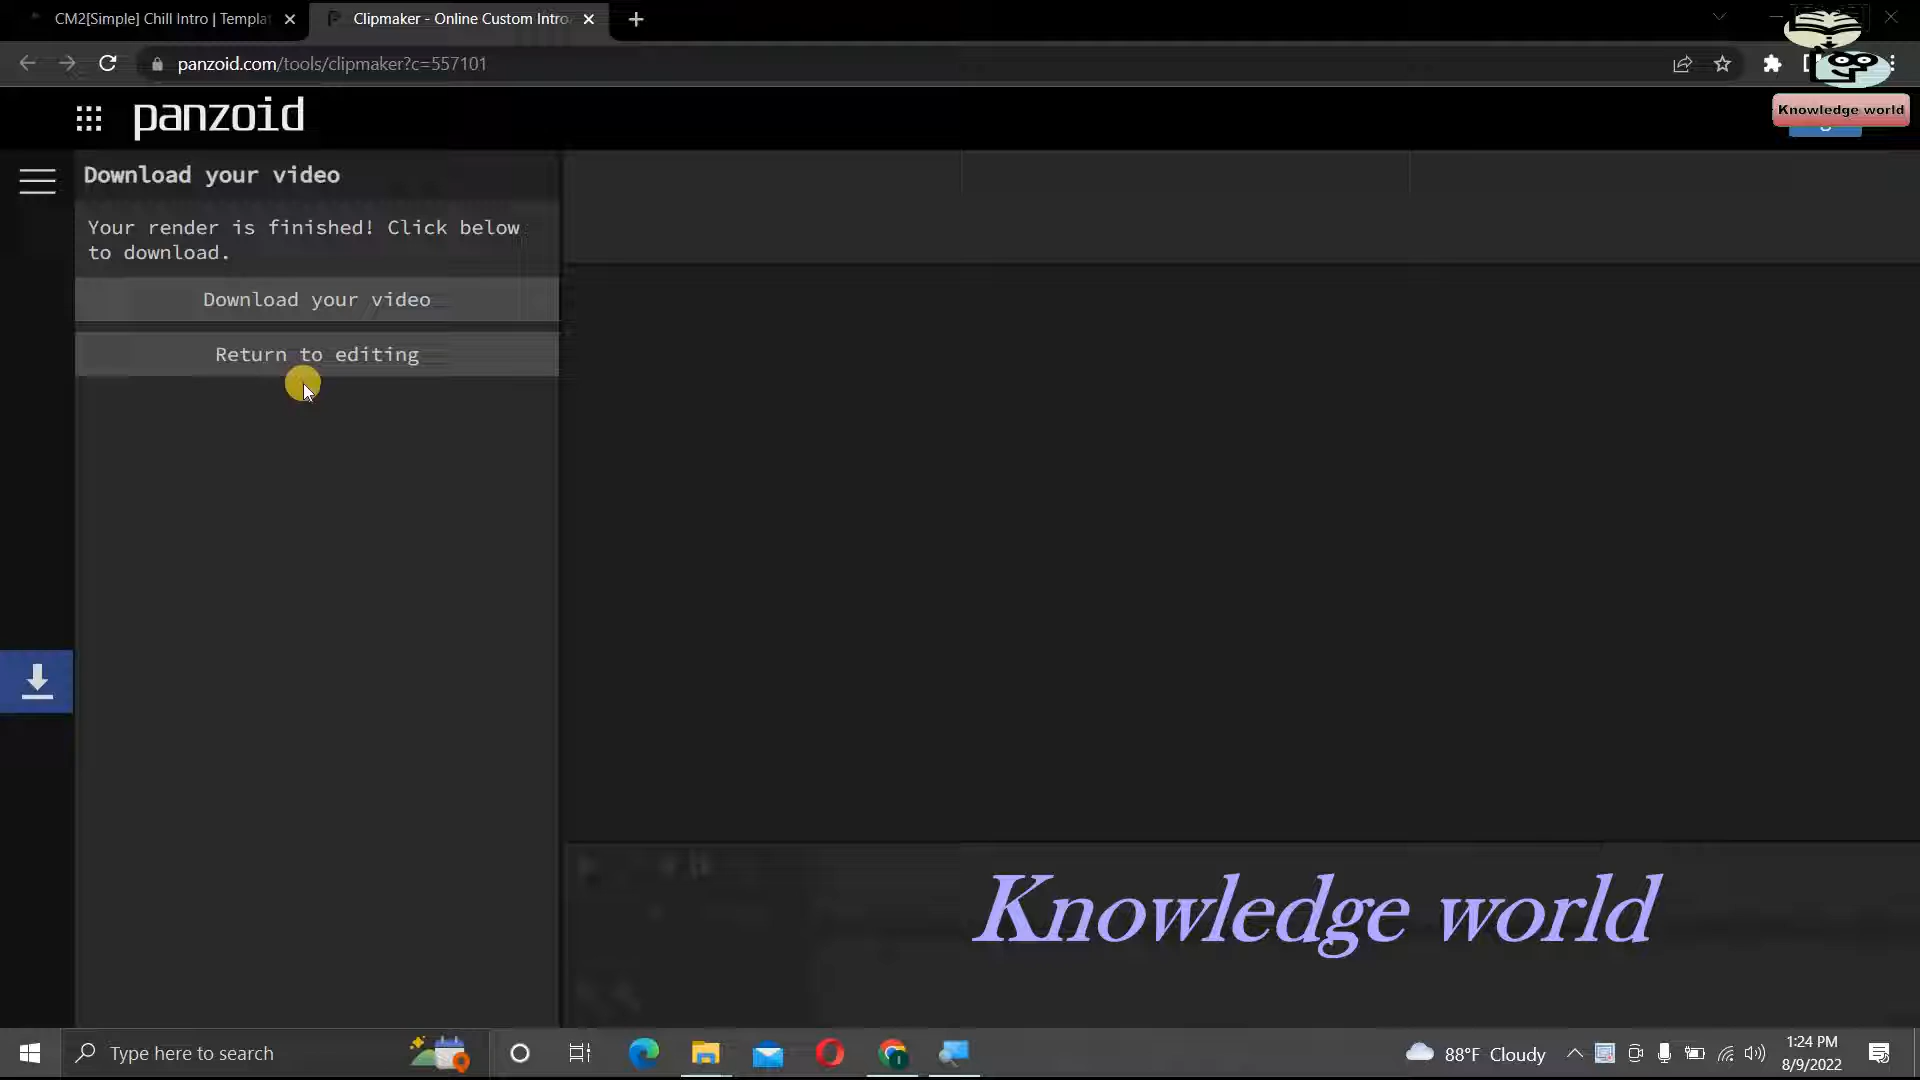 CM2[Simple] Chill Intro | Templa
Clipmaker - Online Custom Intro
panzoid.com/tools/clipmaker?c=557101
panzoid
Knowledge world
Download your video
Your render is finished! Click below
to download.
Download your video
Return to editing
Knowledge world
Type here to search
88°F Cloudy
1:24 PM
8/9/2022